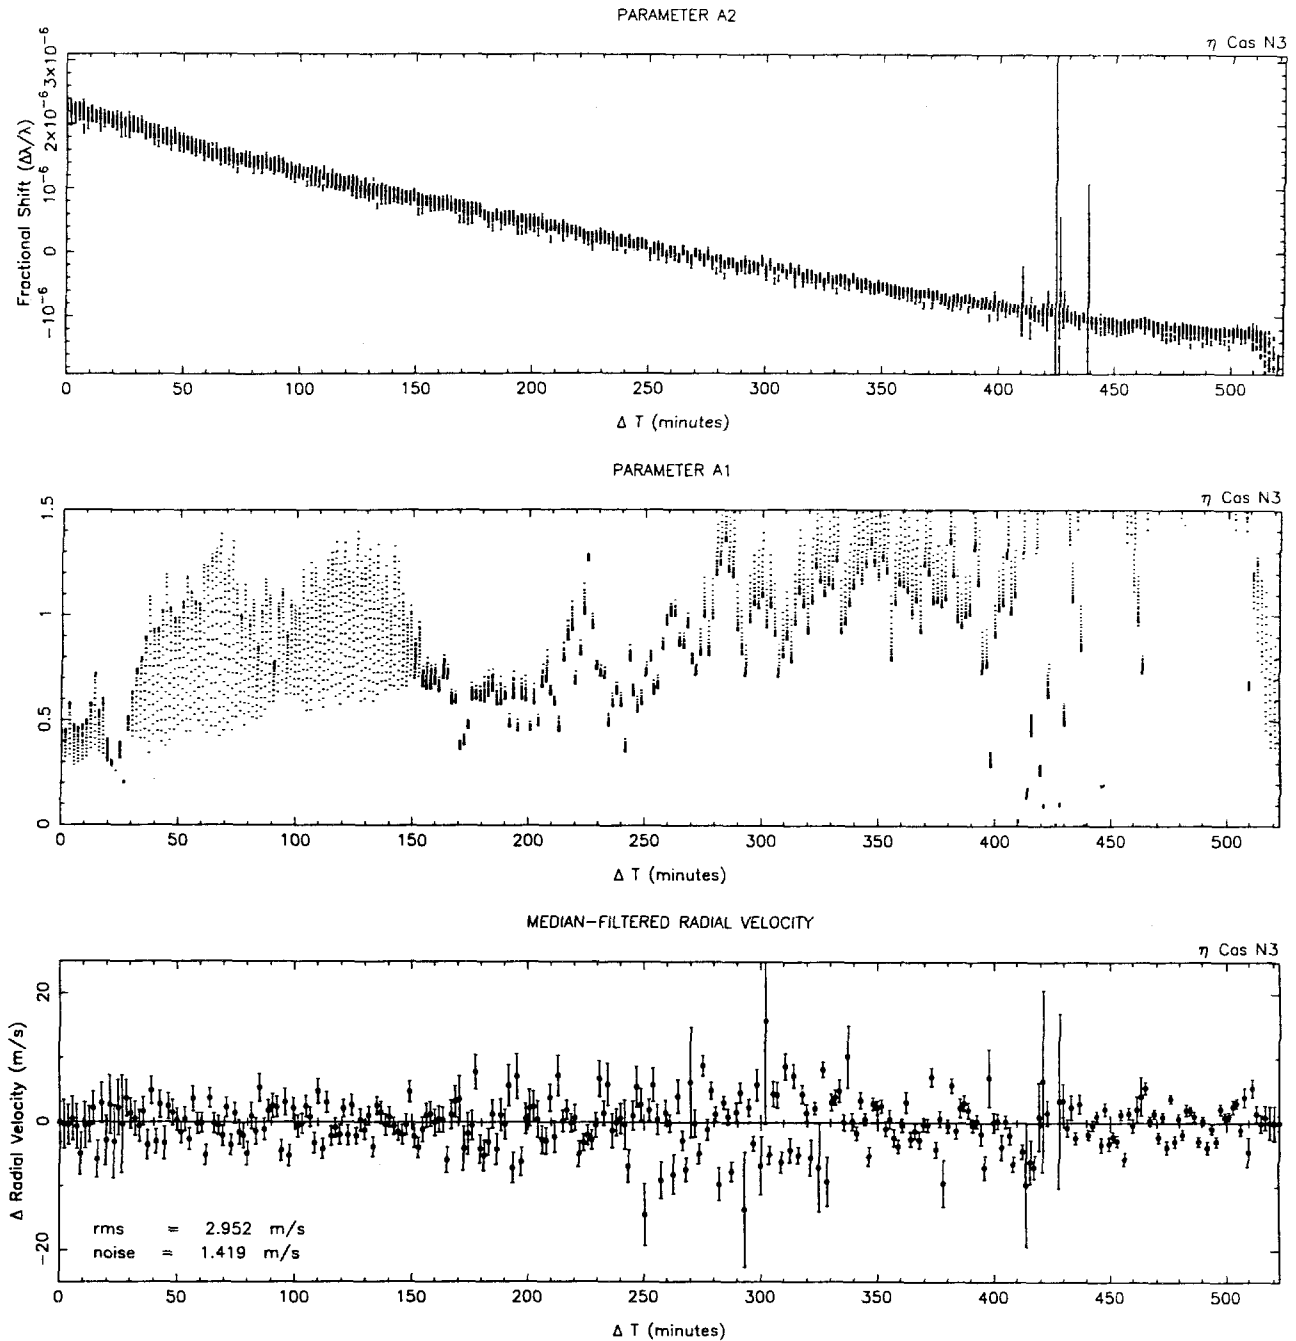 PARAMETER A2
η Cas N3
Fractional Shift (Δλ/λ)
3×10⁻⁶
2×10⁻⁶
10⁻⁶
0
−10⁻⁶
0 50 100 150 200 250 300 350 400 450 500
Δ T (minutes)
PARAMETER A1
η Cas N3
1.5
1
0.5
0
0 50 100 150 200 250 300 350 400 450 500
Δ T (minutes)
MEDIAN−FILTERED RADIAL VELOCITY
η Cas N3
Δ Radial Velocity (m/s)
20
0
−20
rms = 2.952 m/s
noise = 1.419 m/s
0 50 100 150 200 250 300 350 400 450 500
Δ T (minutes)